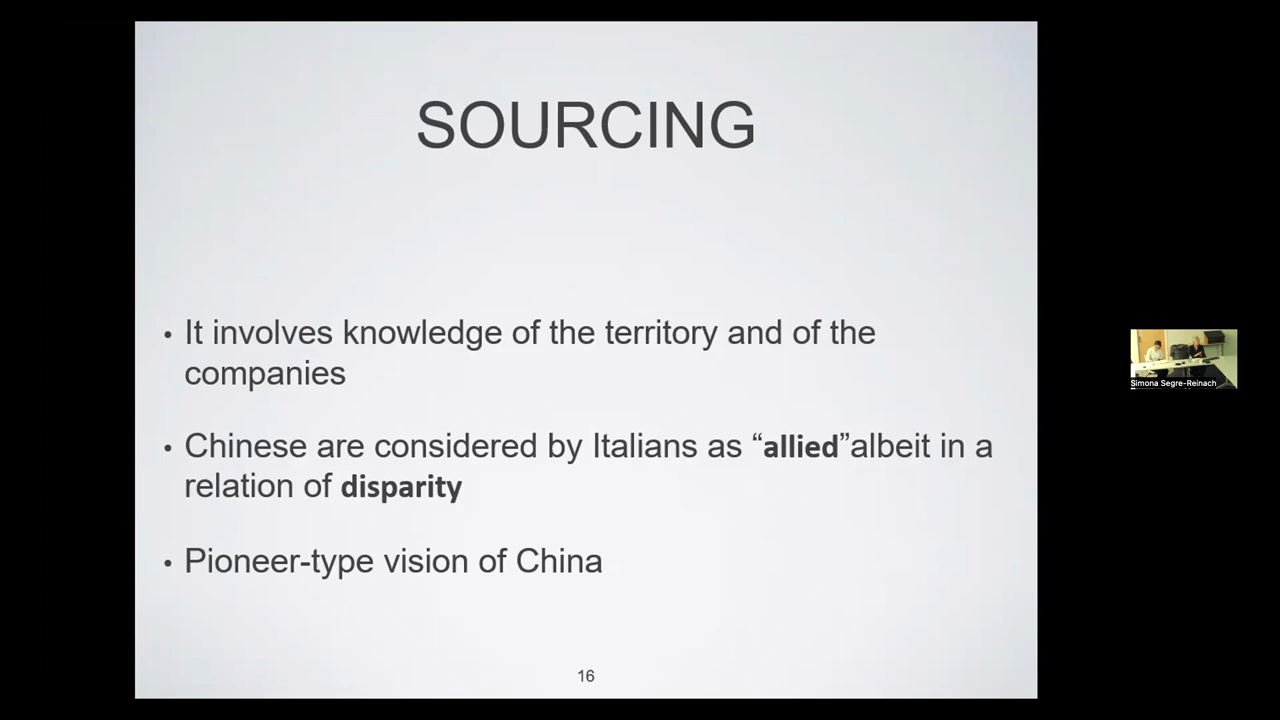 SOURCING
• It involves knowledge of the territory and of the
companies
• Chinese are considered by Italians as “allied”albeit in a
relation of disparity
• Pioneer-type vision of China
16
Simona Segre-Reinach